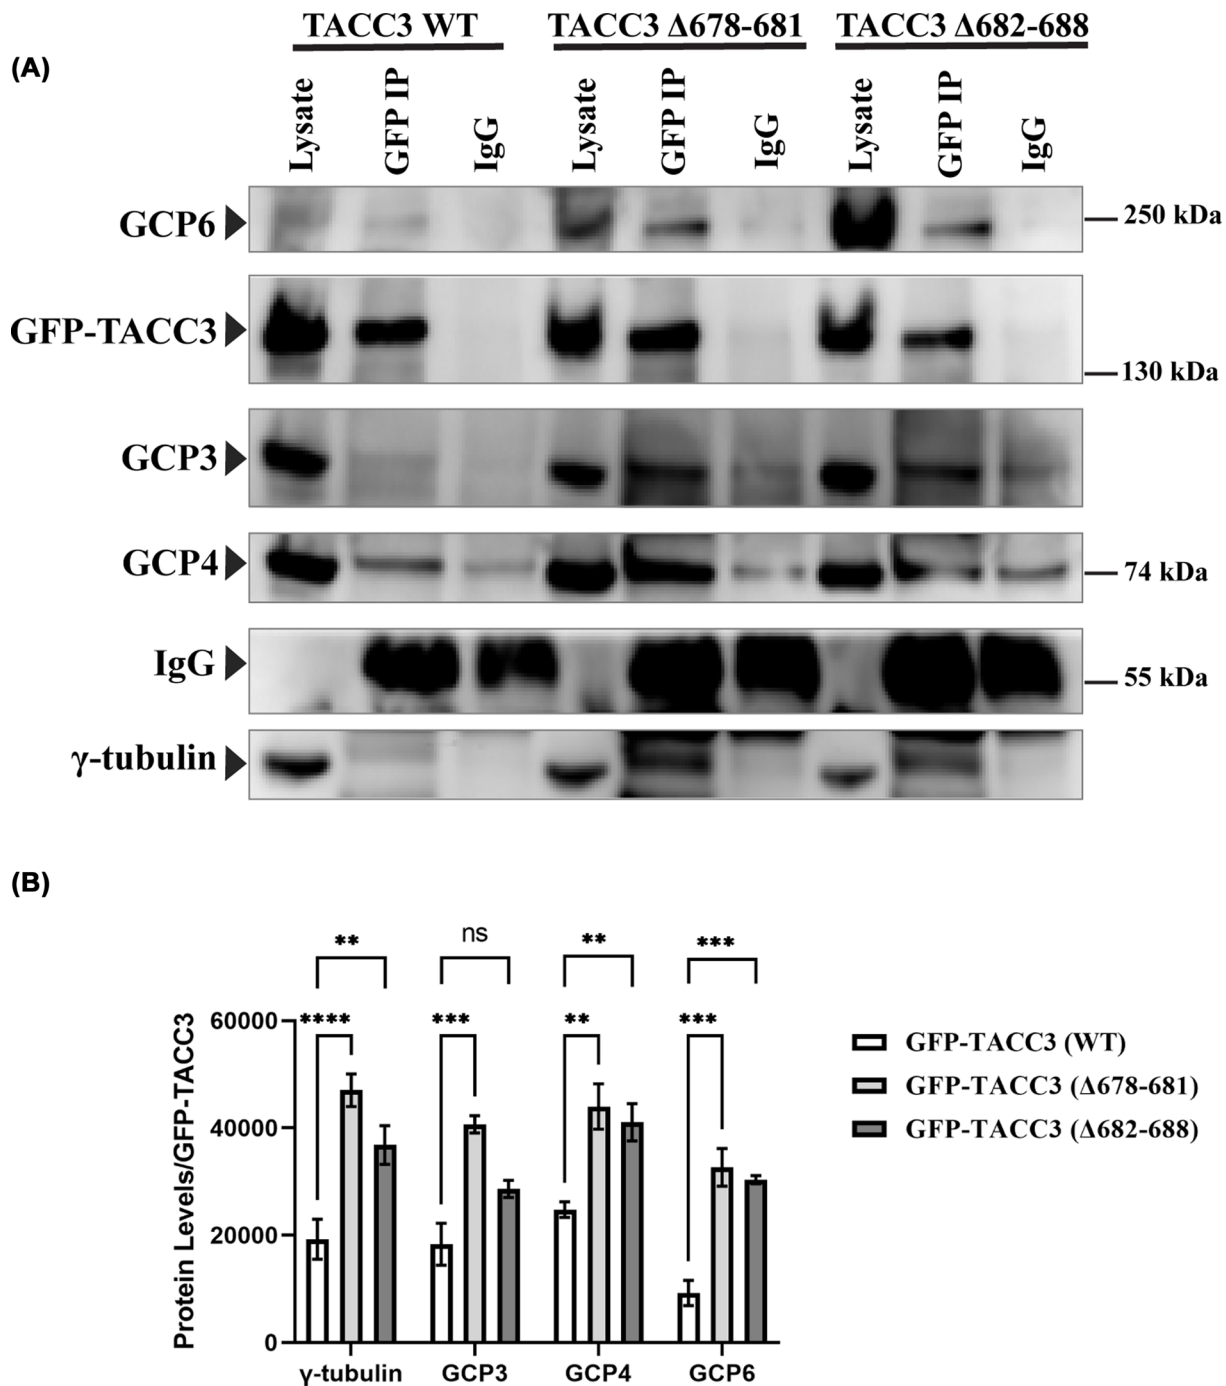 (A)
TACC3 WT TACC3 Δ678-681 TACC3 Δ682-688
Lysate GFP IP IgG Lysate GFP IP IgG Lysate GFP IP IgG
GCP6 250 kDa
GFP-TACC3 130 kDa
GCP3
GCP4 74 kDa
IgG 55 kDa
γ-tubulin
(B)
** ns ** ***
**** *** ** ***
Protein Levels/GFP-TACC3
60000
40000
20000
0
γ-tubulin GCP3 GCP4 GCP6
GFP-TACC3 (WT)
GFP-TACC3 (Δ678-681)
GFP-TACC3 (Δ682-688)